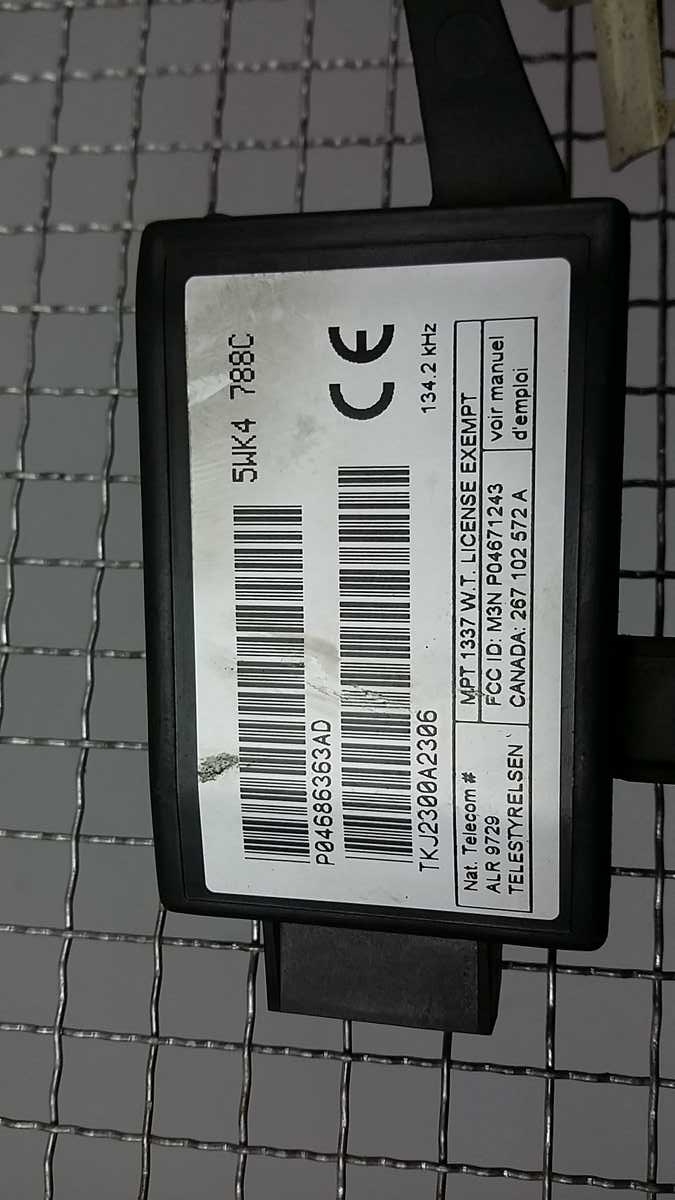 5WK4 788C
P04686363AD
CE
TKJ2300A2306
134.2 kHz
Nat. Telecom #
ALR 9729
TELESTYRELSEN
MPT 1337 W.T. LICENSE EXEMPT
FCC ID: M3N P04671243
CANADA: 267 102 572 A
voir manuel
d'emploi